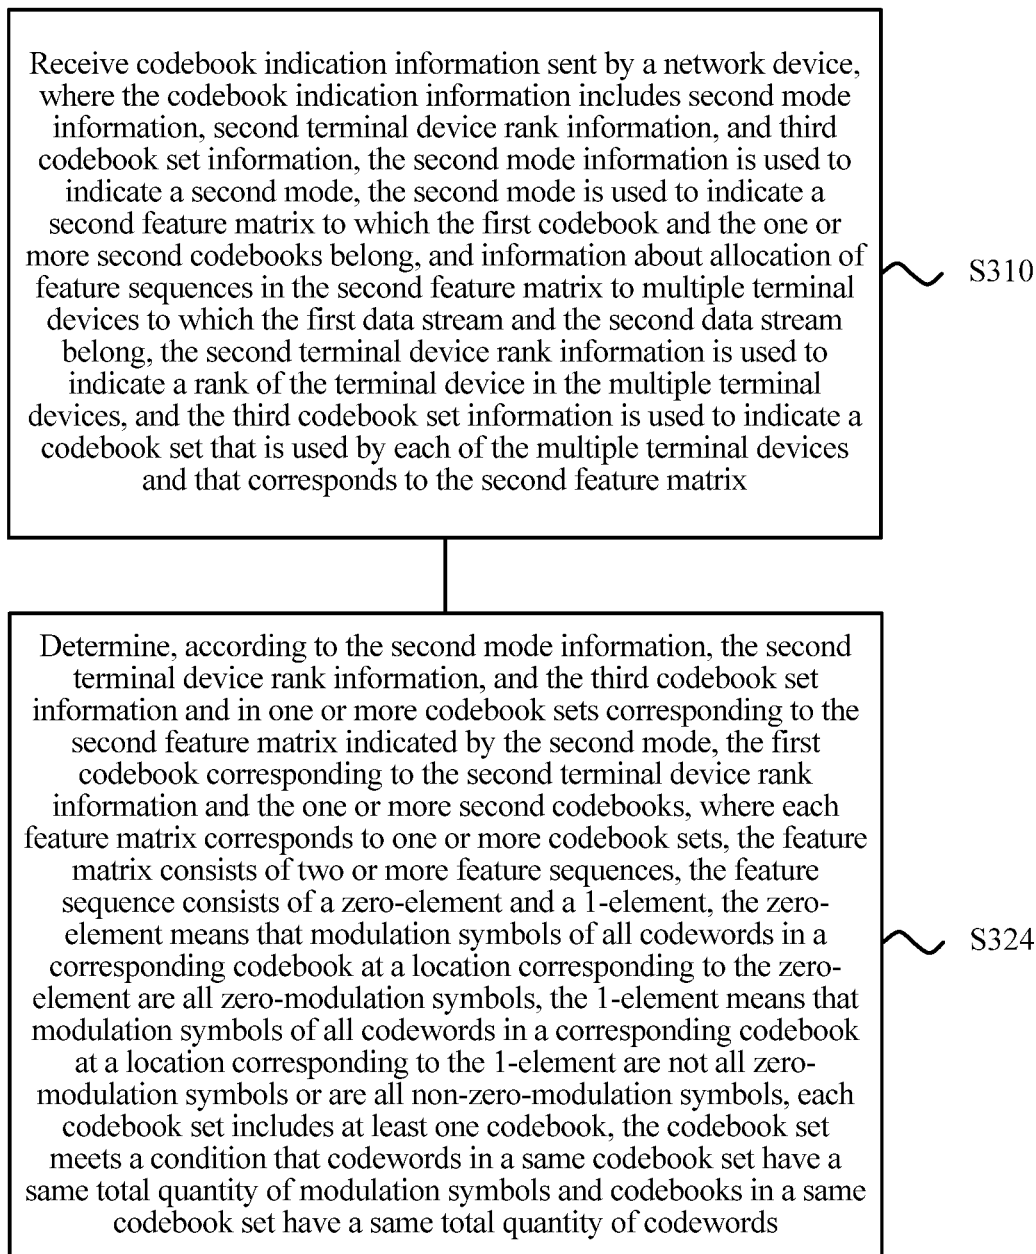 Receive codebook indication information sent by a network device,
where the codebook indication information includes second mode
information, second terminal device rank information, and third
codebook set information, the second mode information is used to
indicate a second mode, the second mode is used to indicate a
second feature matrix to which the first codebook and the one or
more second codebooks belong, and information about allocation of
feature sequences in the second feature matrix to multiple terminal
devices to which the first data stream and the second data stream
belong, the second terminal device rank information is used to
indicate a rank of the terminal device in the multiple terminal
devices, and the third codebook set information is used to indicate a
codebook set that is used by each of the multiple terminal devices
and that corresponds to the second feature matrix
S310
Determine, according to the second mode information, the second
terminal device rank information, and the third codebook set
information and in one or more codebook sets corresponding to the
second feature matrix indicated by the second mode, the first
codebook corresponding to the second terminal device rank
information and the one or more second codebooks, where each
feature matrix corresponds to one or more codebook sets, the feature
matrix consists of two or more feature sequences, the feature
sequence consists of a zero-element and a 1-element, the zero-
element means that modulation symbols of all codewords in a
corresponding codebook at a location corresponding to the zero-
element are all zero-modulation symbols, the 1-element means that
modulation symbols of all codewords in a corresponding codebook
at a location corresponding to the 1-element are not all zero-
modulation symbols or are all non-zero-modulation symbols, each
codebook set includes at least one codebook, the codebook set
meets a condition that codewords in a same codebook set have a
same total quantity of modulation symbols and codebooks in a same
codebook set have a same total quantity of codewords
S324